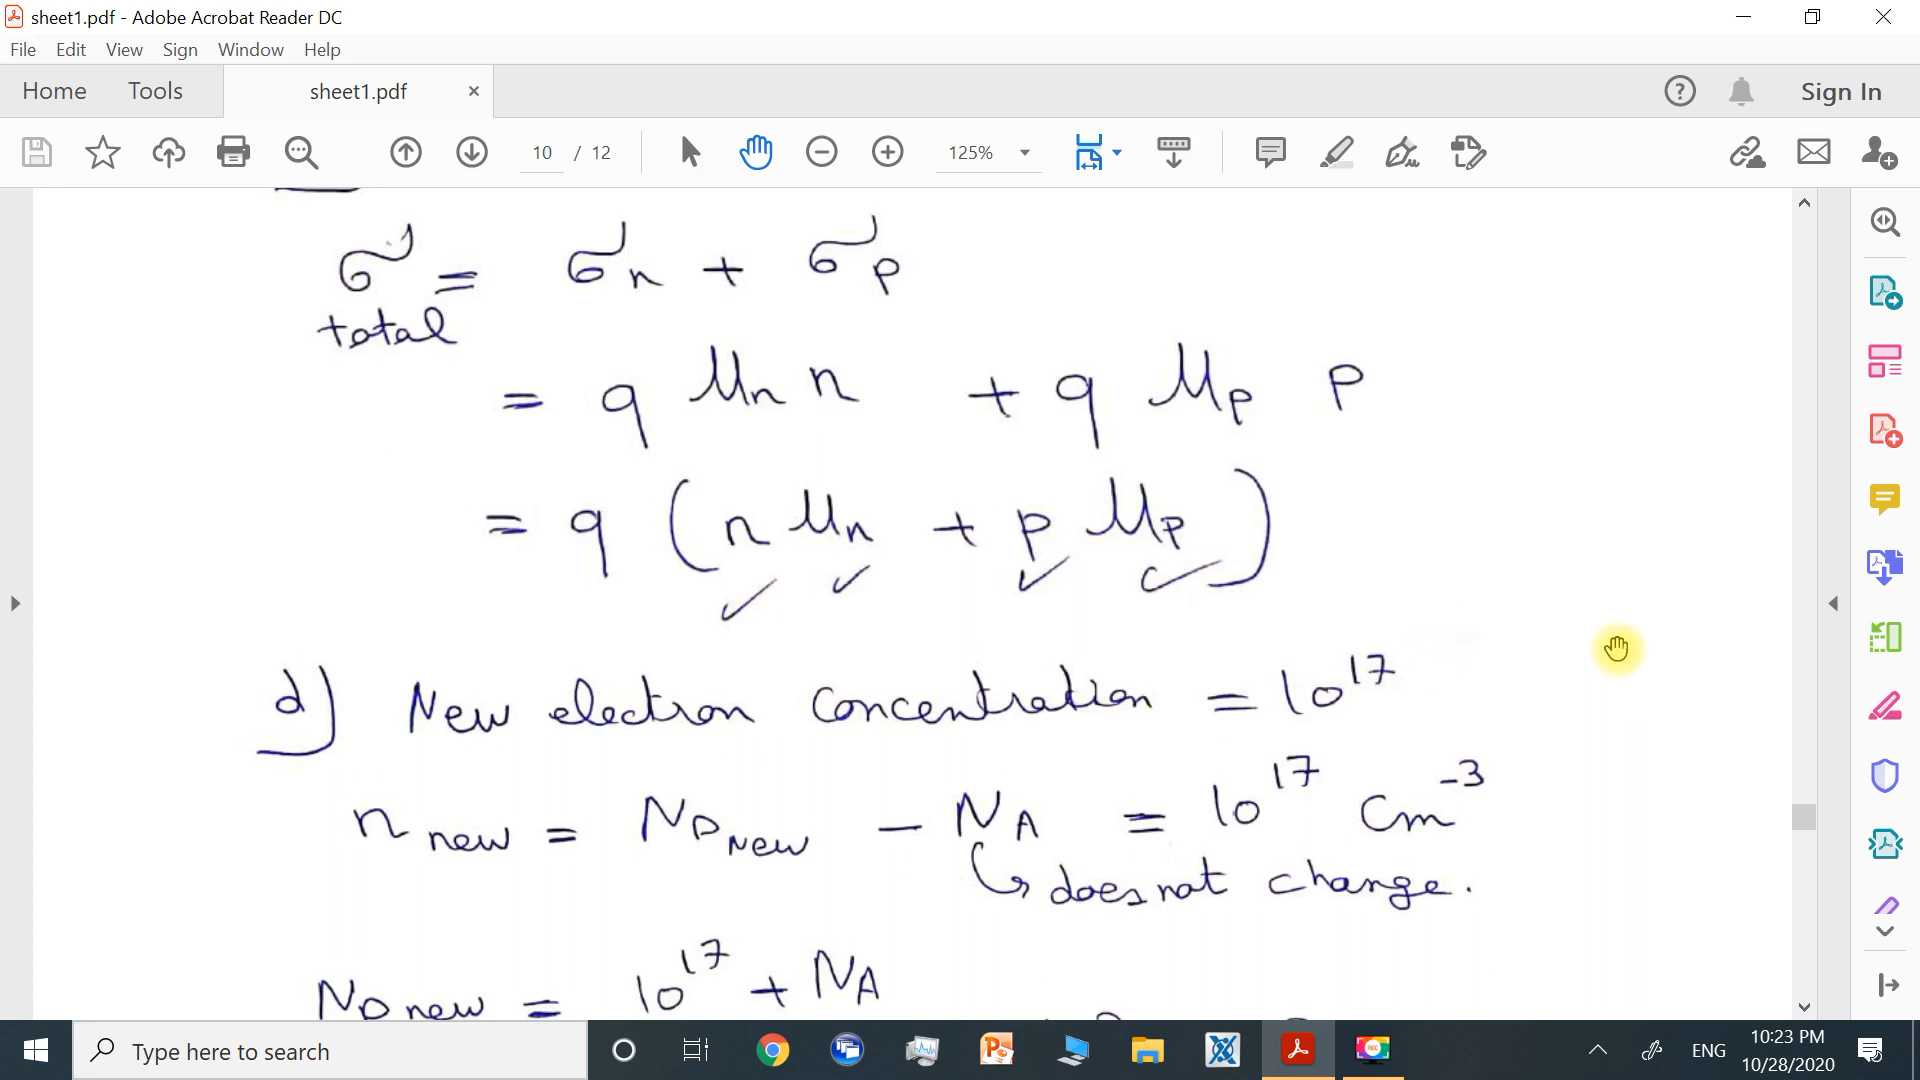 sheet1.pdf - Adobe Acrobat Reader DC
File Edit View Sign Window Help
Home Tools sheet1.pdf × Sign In
10 / 12 125%
σ total = σn + σp
= q μn n + q μp p
= q (n μn + p μp)
d) New electron concentration = 10^17
n new = ND New - NA = 10^17 cm^-3
↳ does not change.
ND new = 10^17 + NA
Type here to search
ENG
10:23 PM
10/28/2020